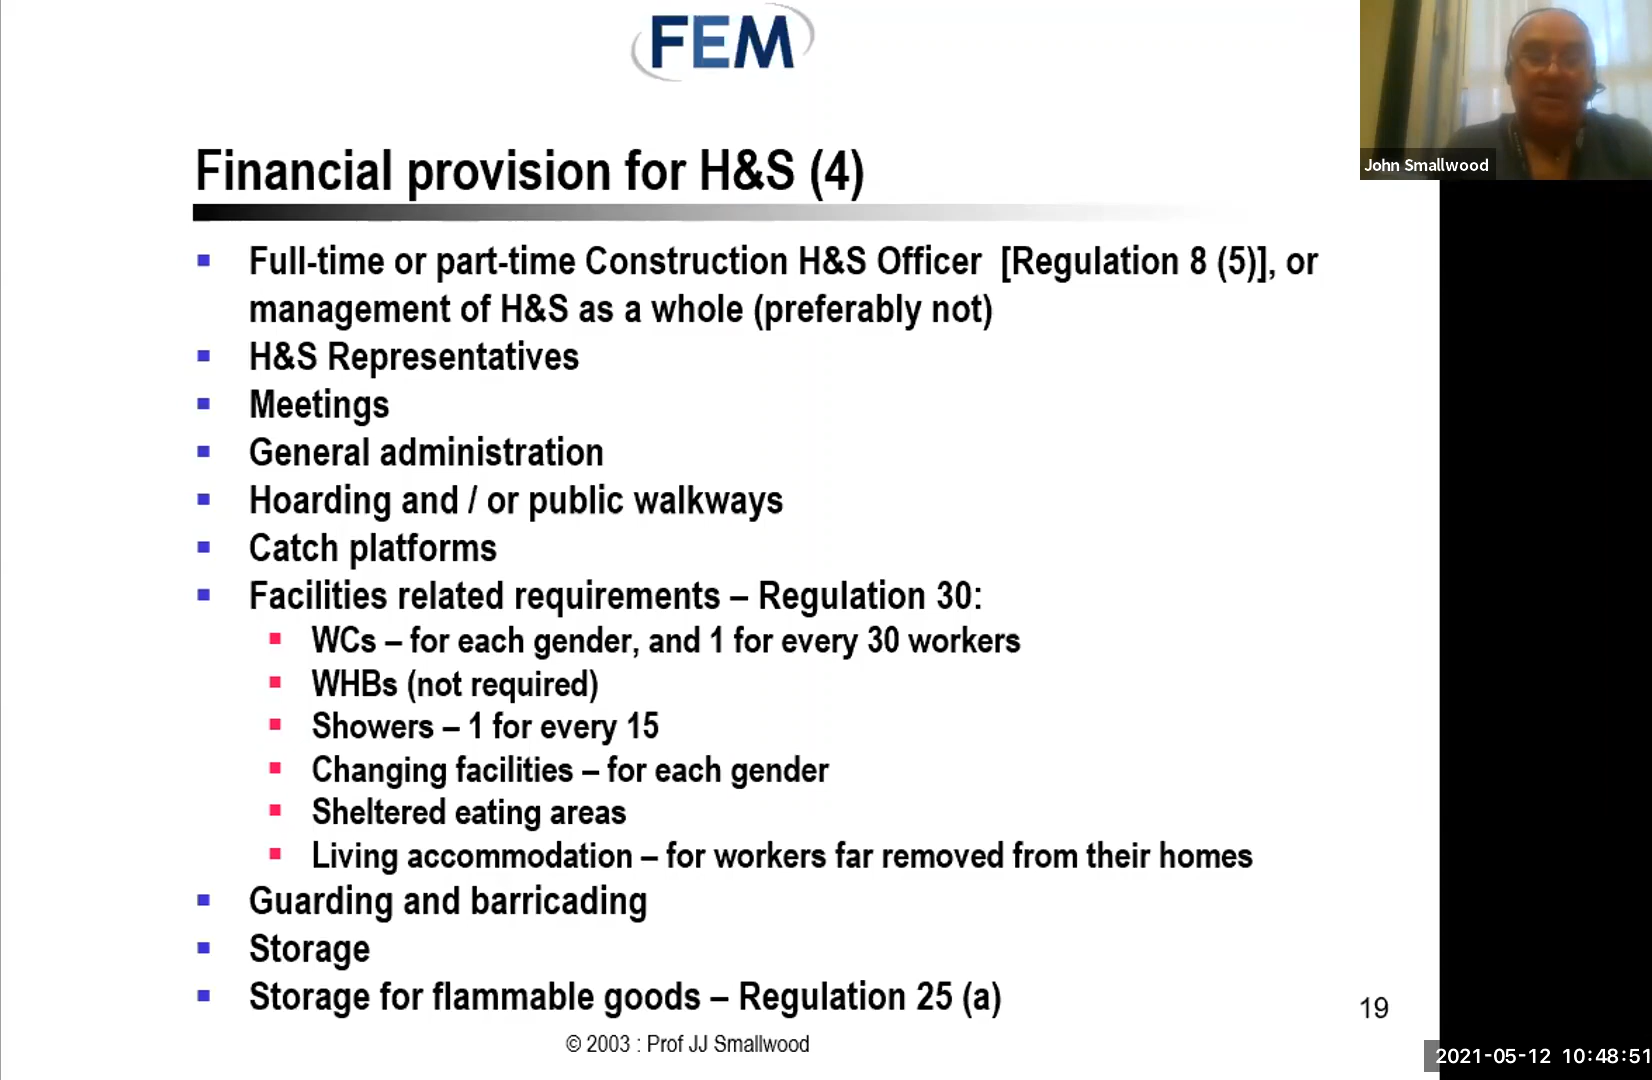 FEM
John Smallwood
Financial provision for H&S (4)
Full-time or part-time Construction H&S Officer [Regulation 8 (5)], or
management of H&S as a whole (preferably not)
H&S Representatives
Meetings
General administration
Hoarding and / or public walkways
Catch platforms
Facilities related requirements – Regulation 30:
WCs – for each gender, and 1 for every 30 workers
WHBs (not required)
Showers – 1 for every 15
Changing facilities – for each gender
Sheltered eating areas
Living accommodation – for workers far removed from their homes
Guarding and barricading
Storage
Storage for flammable goods – Regulation 25 (a)
19
© 2003 : Prof JJ Smallwood
2021-05-12 10:48:51